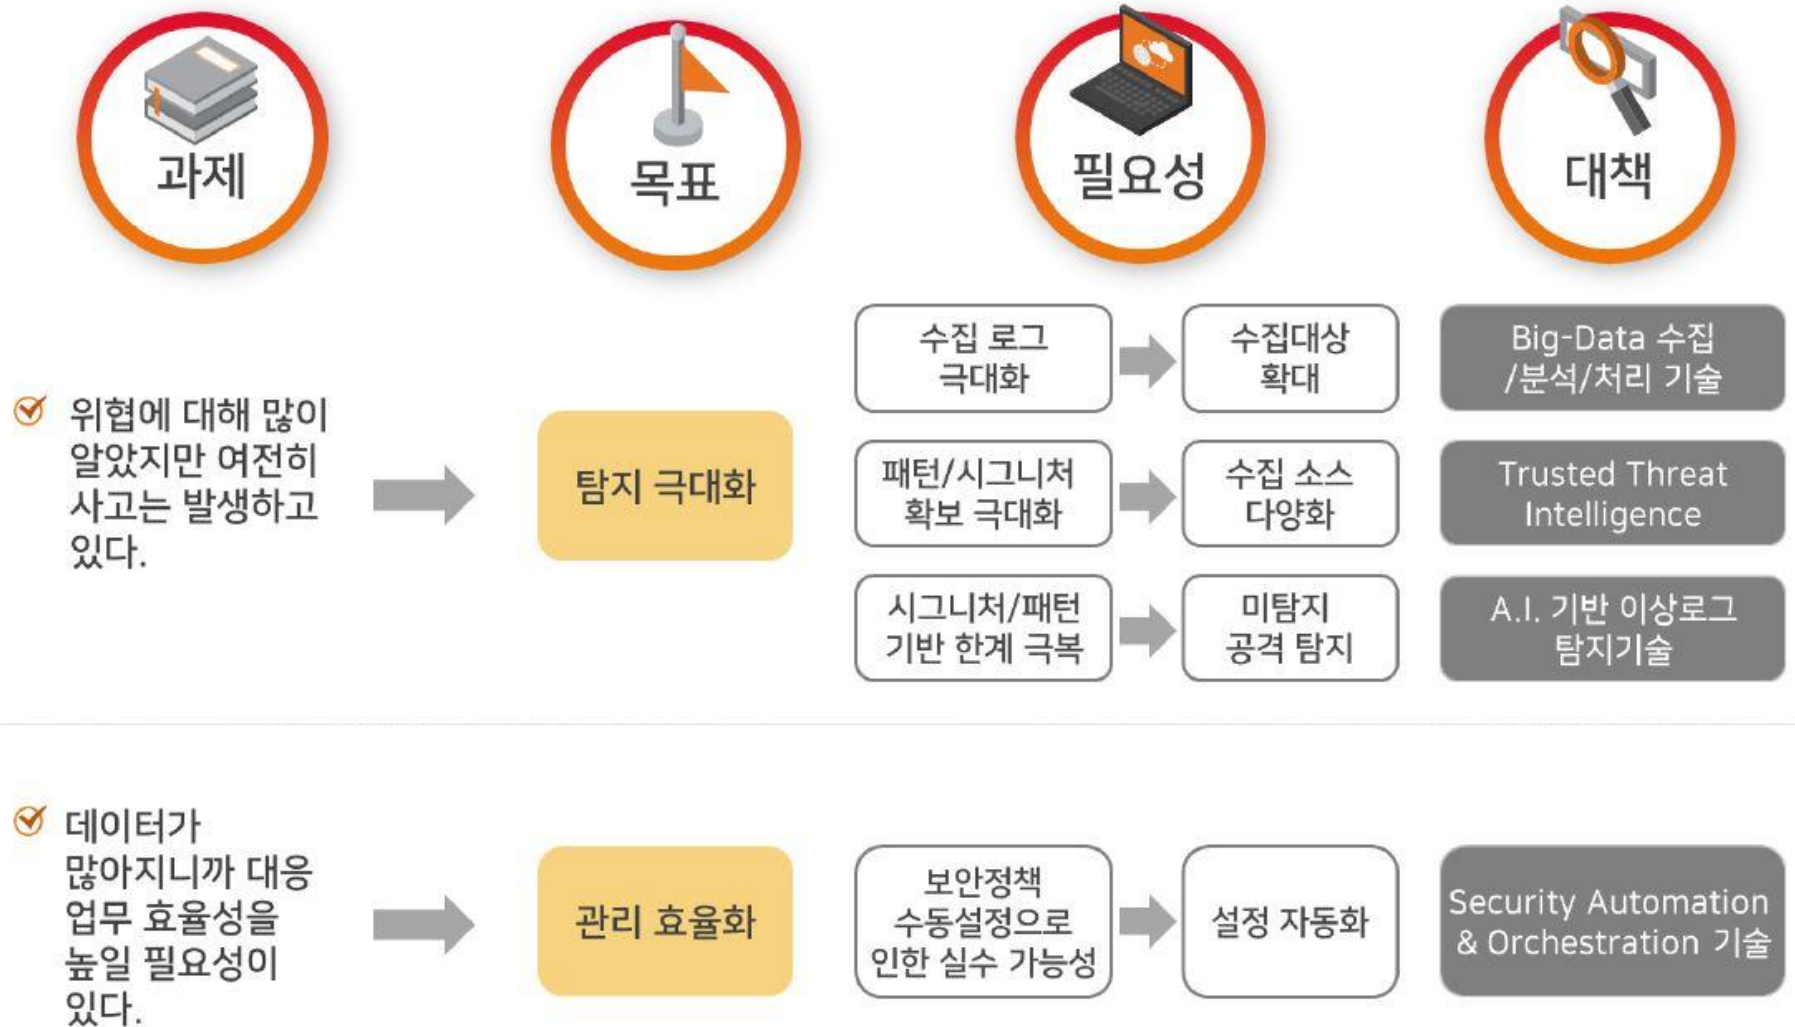 과제
목표
필요성
대책
위협에 대해 많이
알았지만 여전히
사고는 발생하고
있다.
탐지 극대화
수집 로그
극대화
수집대상
확대
Big-Data 수집
/분석/처리 기술
패턴/시그니처
확보 극대화
수집 소스
다양화
Trusted Threat
Intelligence
시그니처/패턴
기반 한계 극복
미탐지
공격 탐지
A.I. 기반 이상로그
탐지기술
데이터가
많아지니까 대응
업무 효율성을
높일 필요성이
있다.
관리 효율화
보안정책
수동설정으로
인한 실수 가능성
설정 자동화
Security Automation
& Orchestration 기술